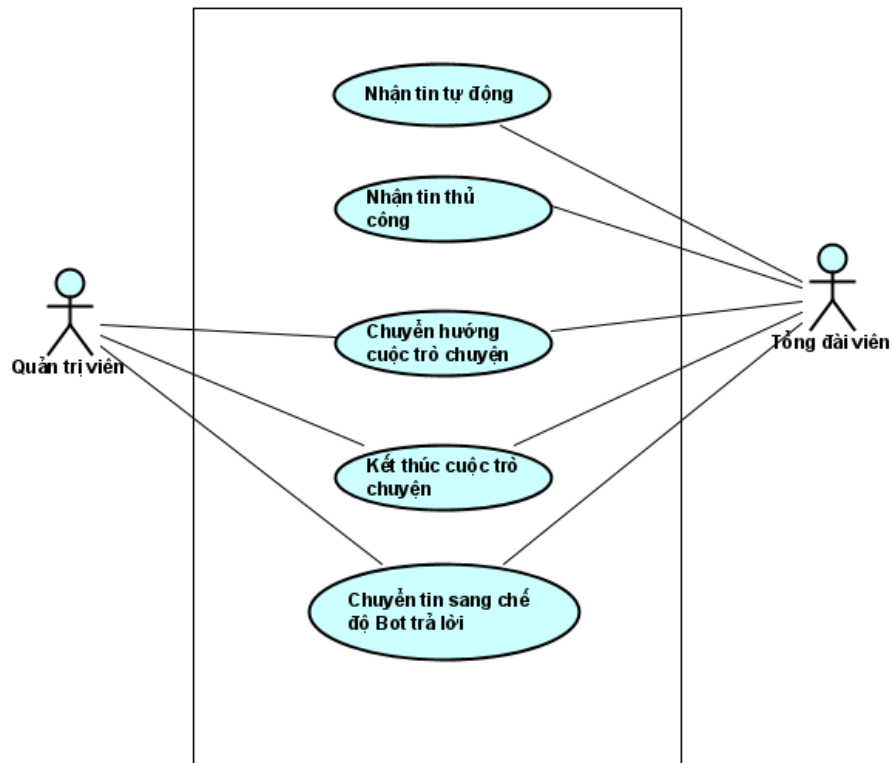 Nhận tin tự động
Nhận tin thủ
công
Chuyển hướng
cuộc trò chuyện
Quản trị viên
Tổng đài viên
Kết thúc cuộc trò
chuyện
Chuyển tin sang chế
độ Bot trả lời